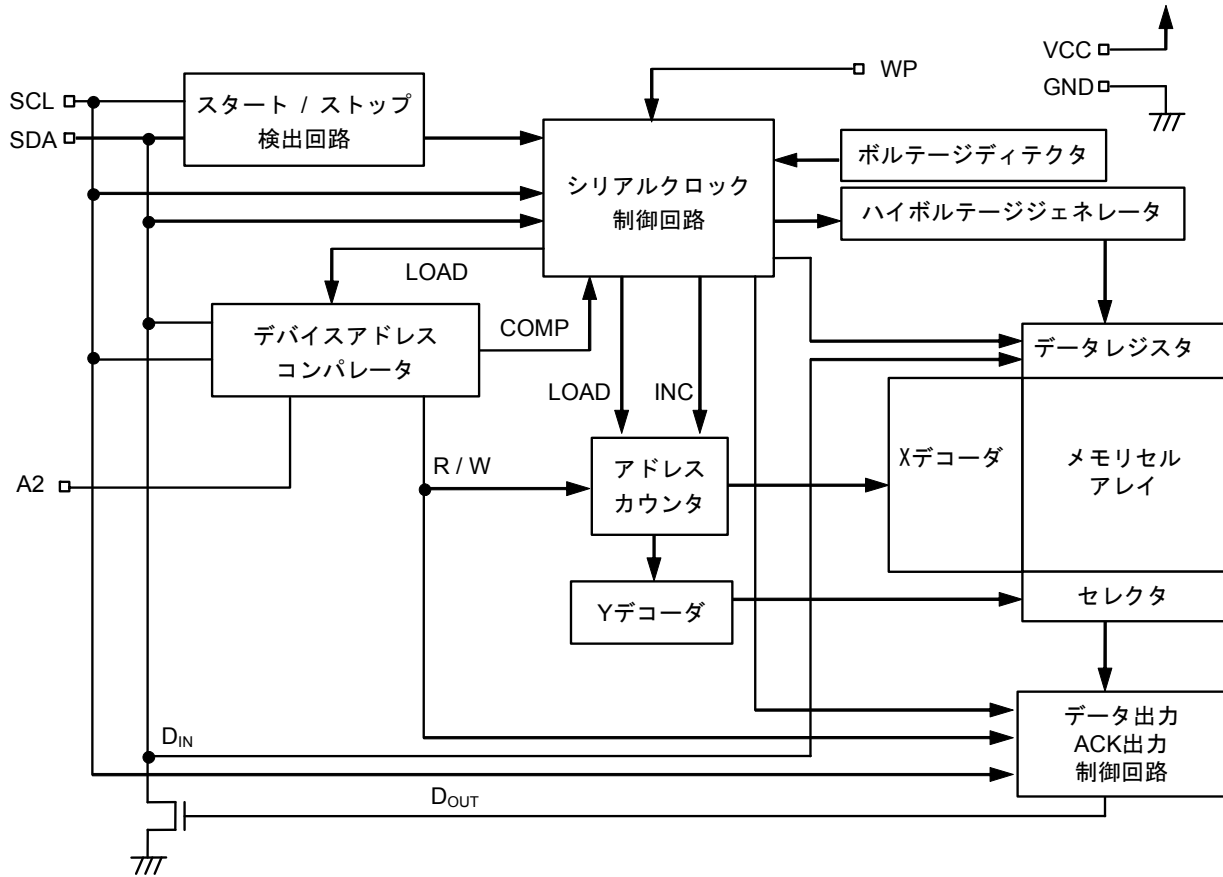 VCC
GND
WP
SCL
SDA
スタート / ストップ
検出回路
シリアルクロック
制御回路
ボルテージディテクタ
ハイボルテージジェネレータ
LOAD
COMP
デバイスアドレス
コンパレータ
LOAD
INC
データレジスタ
A2
R / W
アドレス
カウンタ
Xデコーダ
メモリセル
アレイ
Yデコーダ
セレクタ
DIN
データ出力
ACK出力
制御回路
DOUT